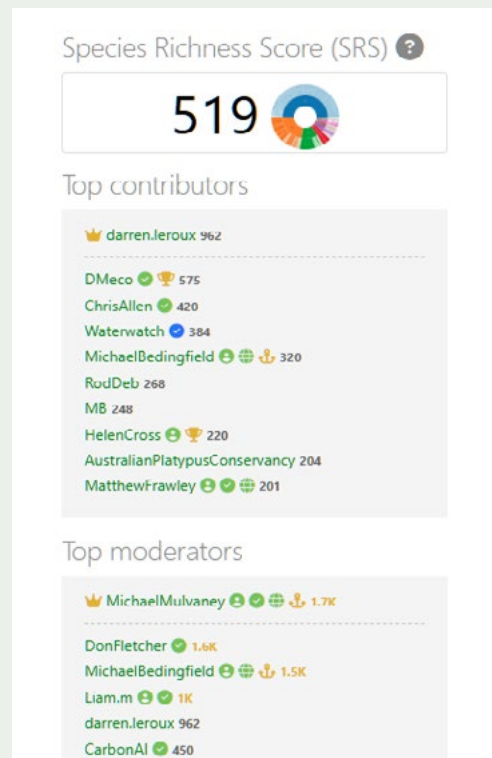 Species Richness Score (SRS) ?
519
Top contributors
darren.leroux 962
DMeco 575
ChrisAllen 420
Waterwatch 384
MichaelBedingfield 320
RodDeb 268
MB 248
HelenCross 220
AustralianPlatypusConservancy 204
MatthewFrawley 201
Top moderators
MichaelMulvaney 1.7K
DonFletcher 1.6K
MichaelBedingfield 1.5K
Liam.m 1K
darren.leroux 962
CarbonAI 450